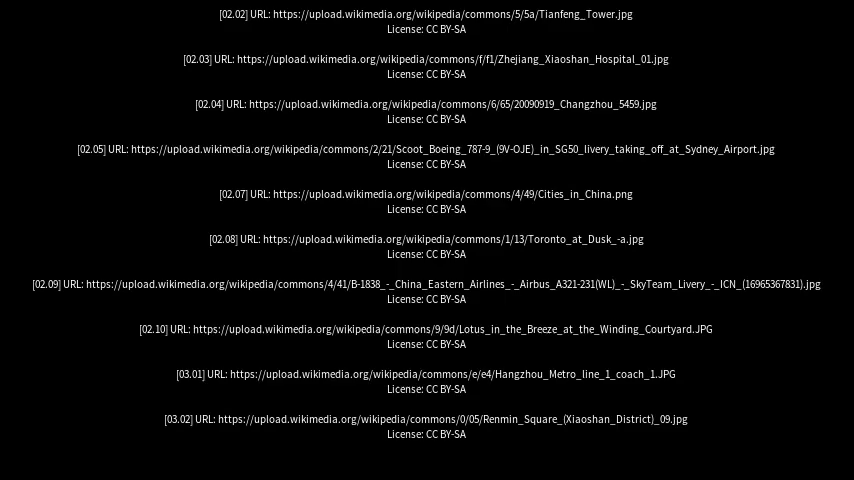 [02.02] URL: https://upload.wikimedia.org/wikipedia/commons/5/5a/Tianfeng_Tower.jpg
License: CC BY-SA
[02.03] URL: https://upload.wikimedia.org/wikipedia/commons/f/f1/Zhejiang_Xiaoshan_Hospital_01.jpg
License: CC BY-SA
[02.04] URL: https://upload.wikimedia.org/wikipedia/commons/6/65/20090919_Changzhou_5459.jpg
License: CC BY-SA
[02.05] URL: https://upload.wikimedia.org/wikipedia/commons/2/21/Scoot_Boeing_787-9_(9V-OJE)_in_SG50_livery_taking_off_at_Sydney_Airport.jpg
License: CC BY-SA
[02.07] URL: https://upload.wikimedia.org/wikipedia/commons/4/49/Cities_in_China.png
License: CC BY-SA
[02.08] URL: https://upload.wikimedia.org/wikipedia/commons/1/13/Toronto_at_Dusk_-a.jpg
License: CC BY-SA
[02.09] URL: https://upload.wikimedia.org/wikipedia/commons/4/41/B-1838_-_China_Eastern_Airlines_-_Airbus_A321-231(WL)_-_SkyTeam_Livery_-_ICN_(16965367831).jpg
License: CC BY-SA
[02.10] URL: https://upload.wikimedia.org/wikipedia/commons/9/9d/Lotus_in_the_Breeze_at_the_Winding_Courtyard.JPG
License: CC BY-SA
[03.01] URL: https://upload.wikimedia.org/wikipedia/commons/e/e4/Hangzhou_Metro_line_1_coach_1.JPG
License: CC BY-SA
[03.02] URL: https://upload.wikimedia.org/wikipedia/commons/0/05/Renmin_Square_(Xiaoshan_District)_09.jpg
License: CC BY-SA